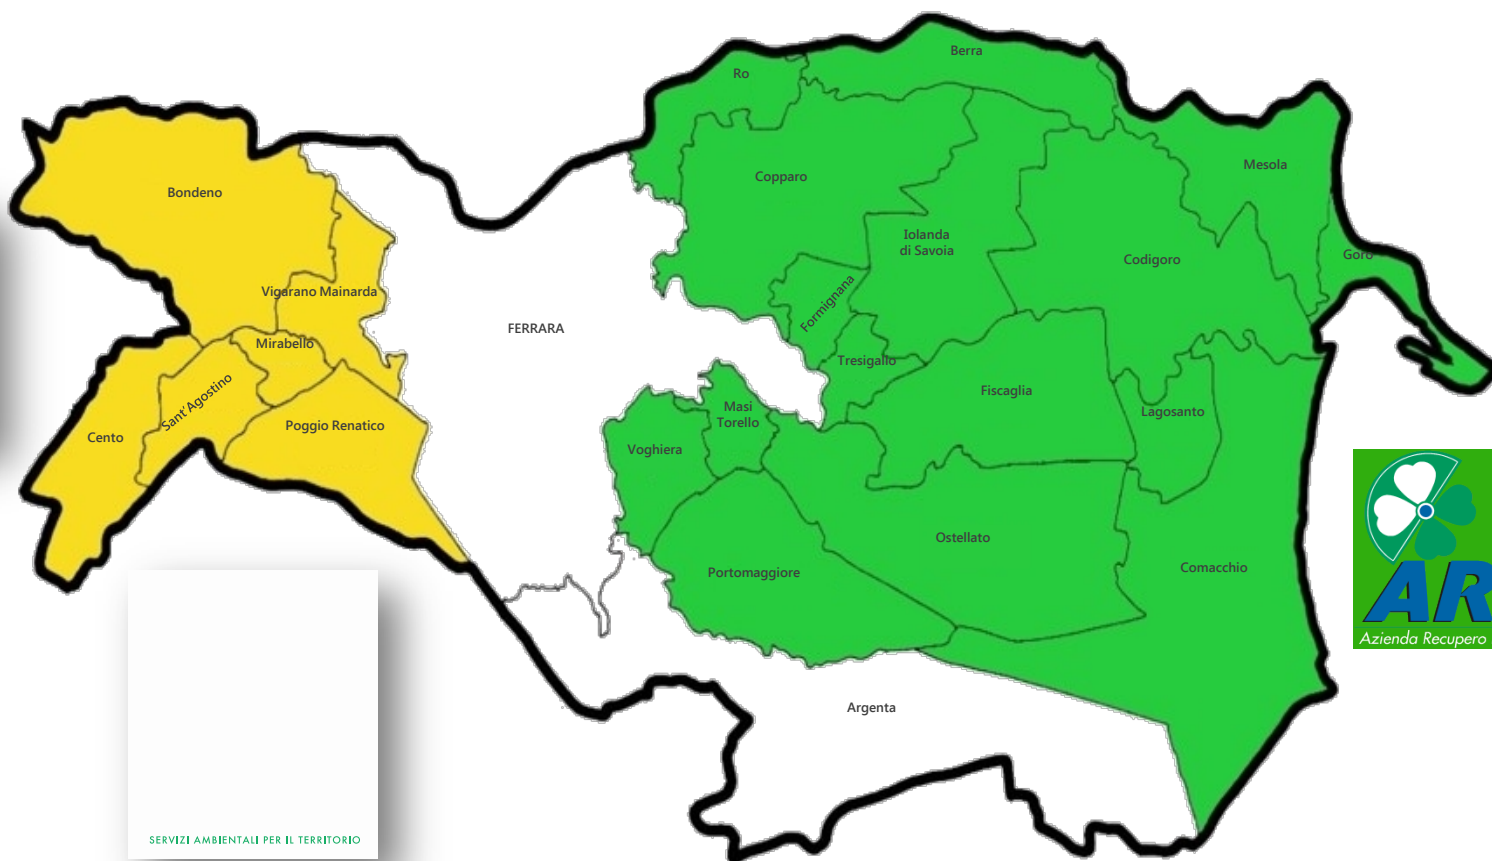 Berra
Ro
Mesola
Copparo
Bondeno
Iolanda
di Savoia
Goro
Codigoro
Vigarano Mainarda
Formignana
FERRARA
Mirabello
Tresigallo
Sant'Agostino
Fiscaglia
Masi
Torello
Lagosanto
Poggio Renatico
Cento
Voghiera
Ostellato
Comacchio
Portomaggiore
AR
Azienda Recupero
Argenta
SERVIZI AMBIENTALI PER IL TERRITORIO